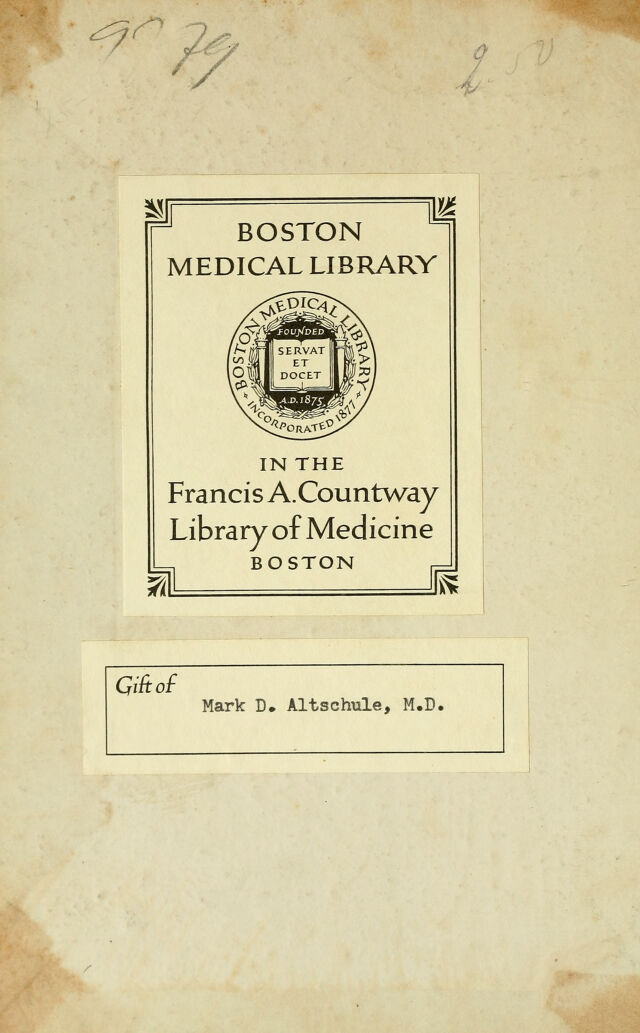 79
BOSTON
MEDICAL LIBRARY
BOSTON MEDICAL LIBRARY
FOUNDED
SERVAT
ET
DOCET
A.D. 1875
INCORPORATED 1877
IN THE
Francis A. Countway
Library of Medicine
BOSTON
Gift of
Mark D. Altschule, M.D.